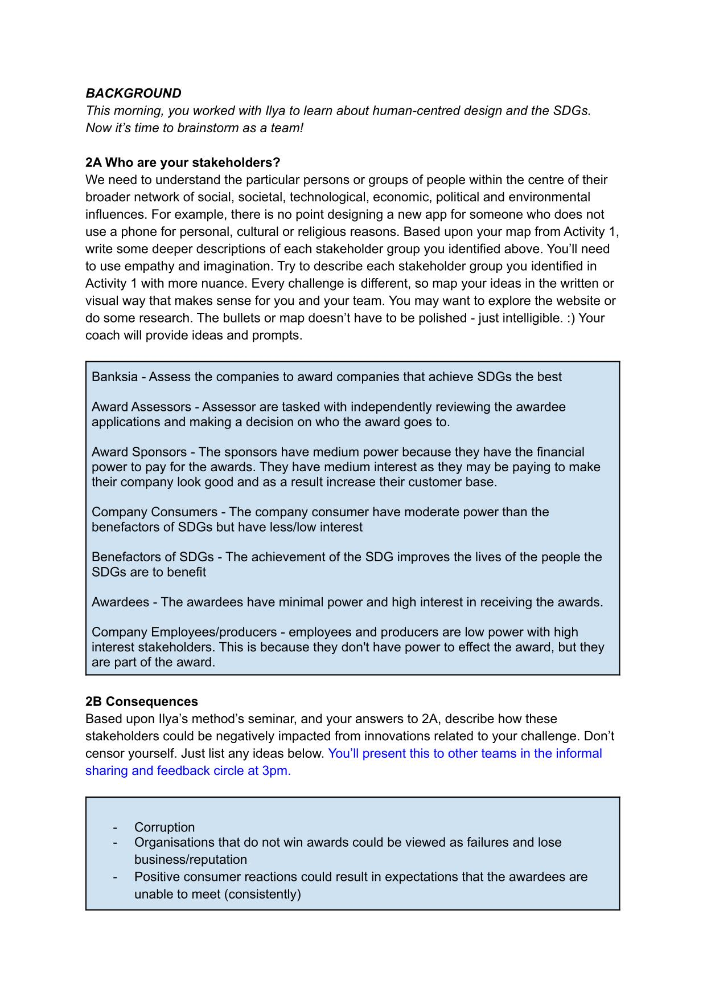 BACKGROUND
This morning, you worked with Ilya to learn about human-centred design and the SDGs.
Now it’s time to brainstorm as a team!
2A Who are your stakeholders?
We need to understand the particular persons or groups of people within the centre of their
broader network of social, societal, technological, economic, political and environmental
influences. For example, there is no point designing a new app for someone who does not
use a phone for personal, cultural or religious reasons. Based upon your map from Activity 1,
write some deeper descriptions of each stakeholder group you identified above. You’ll need
to use empathy and imagination. Try to describe each stakeholder group you identified in
Activity 1 with more nuance. Every challenge is different, so map your ideas in the written or
visual way that makes sense for you and your team. You may want to explore the website or
do some research. The bullets or map doesn’t have to be polished - just intelligible. :) Your
coach will provide ideas and prompts.
Banksia - Assess the companies to award companies that achieve SDGs the best
Award Assessors - Assessor are tasked with independently reviewing the awardee
applications and making a decision on who the award goes to.
Award Sponsors - The sponsors have medium power because they have the financial
power to pay for the awards. They have medium interest as they may be paying to make
their company look good and as a result increase their customer base.
Company Consumers - The company consumer have moderate power than the
benefactors of SDGs but have less/low interest
Benefactors of SDGs - The achievement of the SDG improves the lives of the people the
SDGs are to benefit
Awardees - The awardees have minimal power and high interest in receiving the awards.
Company Employees/producers - employees and producers are low power with high
interest stakeholders. This is because they don't have power to effect the award, but they
are part of the award.
2B Consequences
Based upon Ilya’s method’s seminar, and your answers to 2A, describe how these
stakeholders could be negatively impacted from innovations related to your challenge. Don’t
censor yourself. Just list any ideas below. You’ll present this to other teams in the informal
sharing and feedback circle at 3pm.
- Corruption
- Organisations that do not win awards could be viewed as failures and lose
business/reputation
- Positive consumer reactions could result in expectations that the awardees are
unable to meet (consistently)